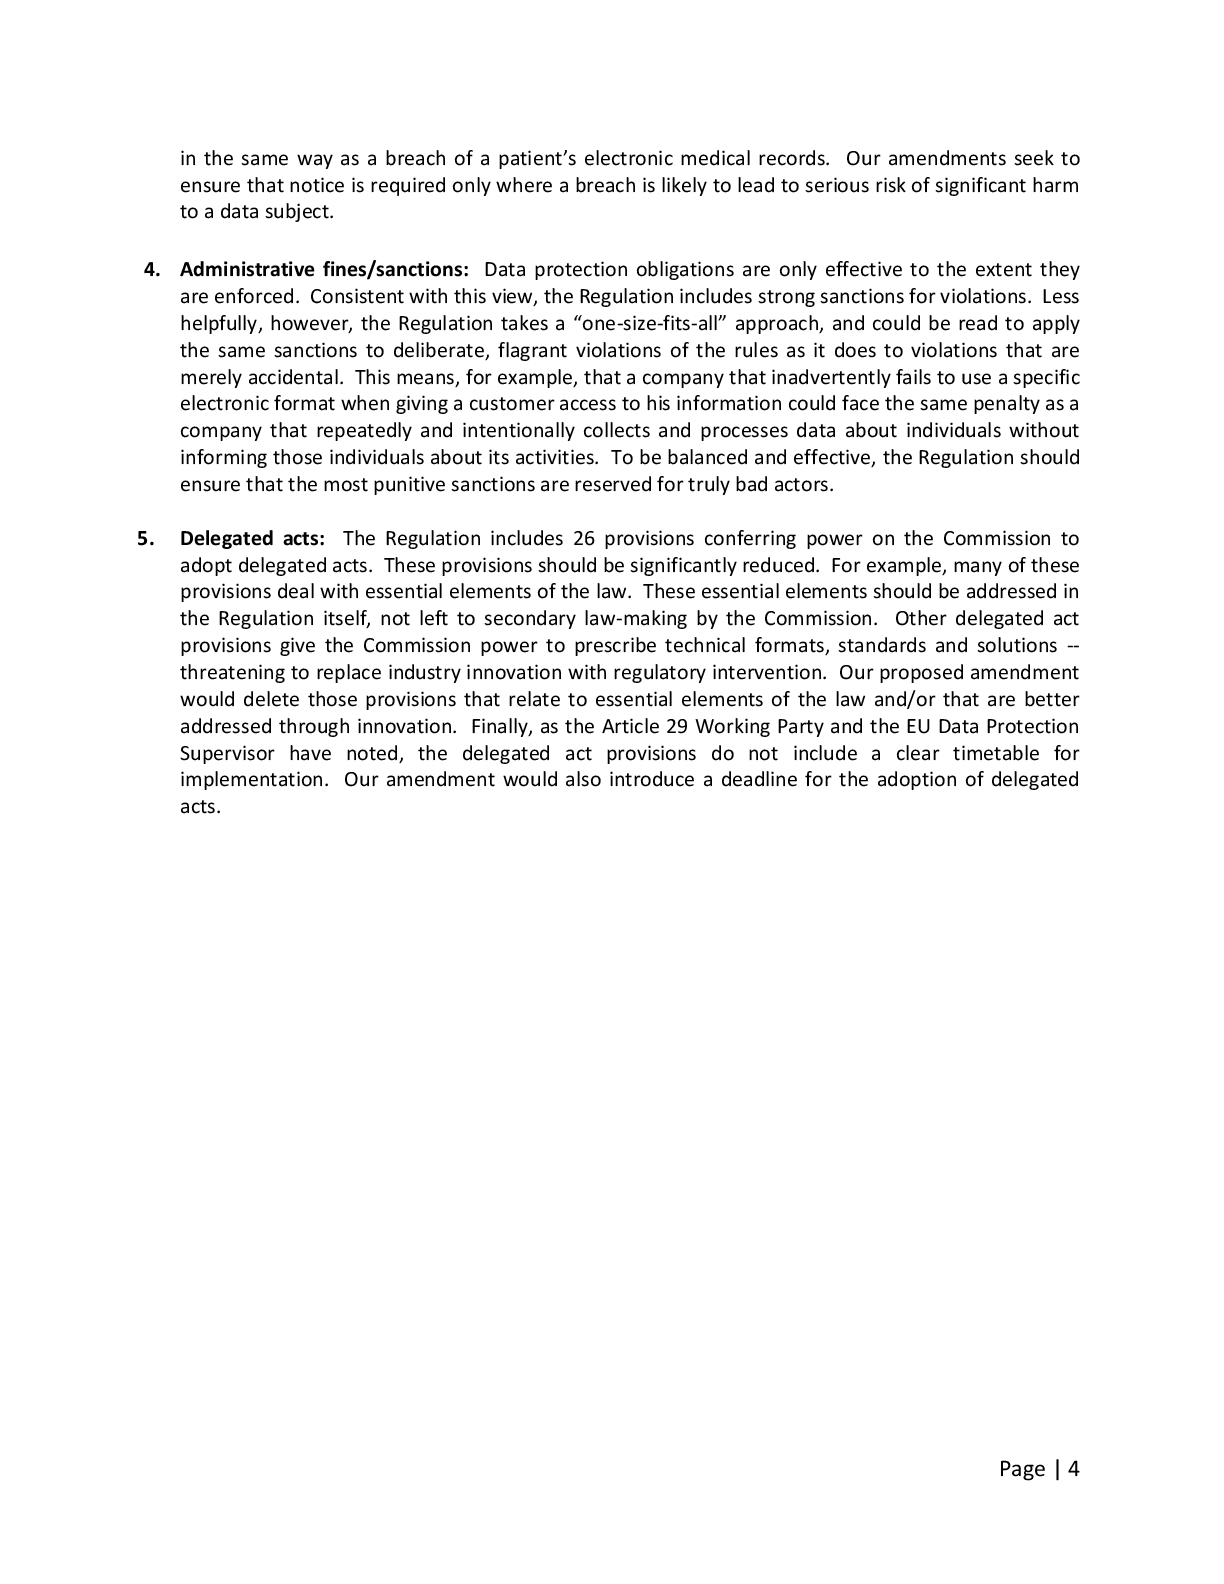 in the same way as a breach of a patient’s electronic medical records.  Our amendments seek to
ensure that notice is required only where a breach is likely to lead to serious risk of significant harm
to a data subject.
4. Administrative fines/sanctions:  Data protection obligations are only effective to the extent they
are enforced.  Consistent with this view, the Regulation includes strong sanctions for violations.  Less
helpfully, however, the Regulation takes a “one-size-fits-all” approach, and could be read to apply
the same sanctions to deliberate, flagrant violations of the rules as it does to violations that are
merely accidental.  This means, for example, that a company that inadvertently fails to use a specific
electronic format when giving a customer access to his information could face the same penalty as a
company that repeatedly and intentionally collects and processes data about individuals without
informing those individuals about its activities.  To be balanced and effective, the Regulation should
ensure that the most punitive sanctions are reserved for truly bad actors.
5. Delegated acts:  The Regulation includes 26 provisions conferring power on the Commission to
adopt delegated acts.  These provisions should be significantly reduced.  For example, many of these
provisions deal with essential elements of the law.  These essential elements should be addressed in
the Regulation itself, not left to secondary law-making by the Commission.  Other delegated act
provisions give the Commission power to prescribe technical formats, standards and solutions --
threatening to replace industry innovation with regulatory intervention.  Our proposed amendment
would delete those provisions that relate to essential elements of the law and/or that are better
addressed through innovation.  Finally, as the Article 29 Working Party and the EU Data Protection
Supervisor have noted, the delegated act provisions do not include a clear timetable for
implementation.  Our amendment would also introduce a deadline for the adoption of delegated
acts.
Page | 4